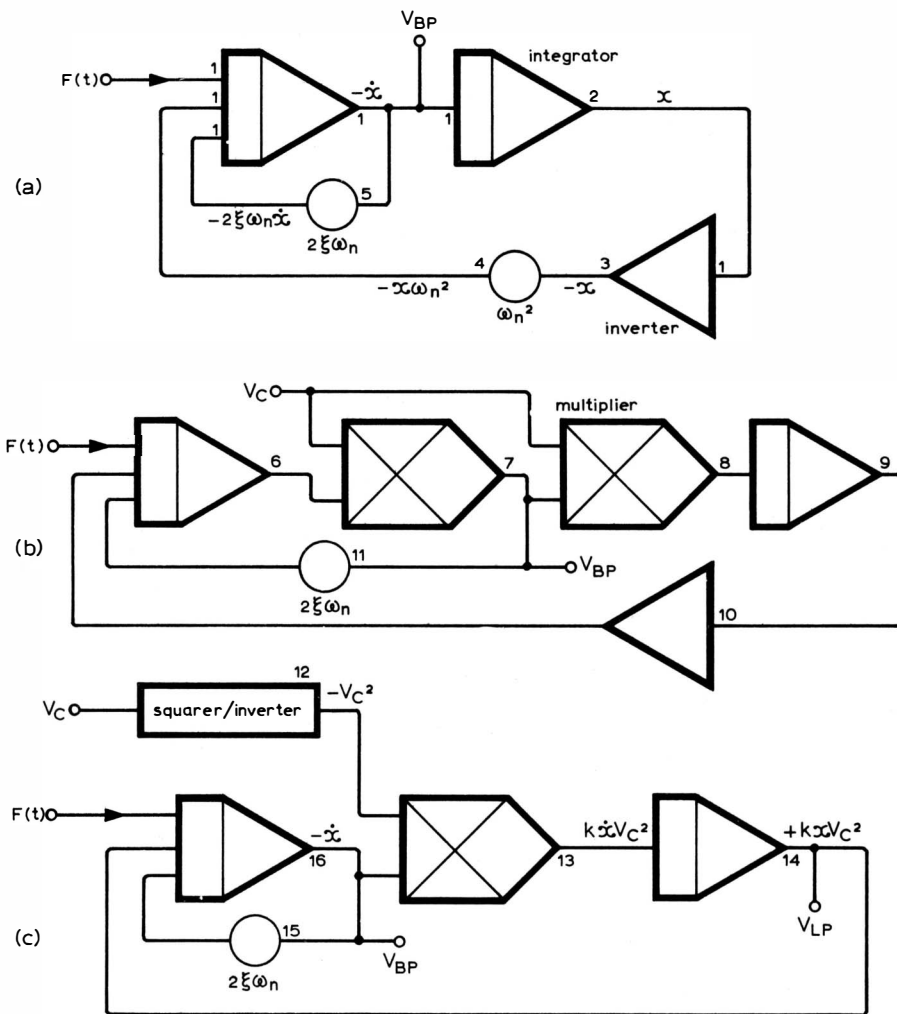 (a)
V_BP
integrator
F(t)
1
1
1
-ẋ
1
1
2
x
5
-2ξω_n ẋ
2ξω_n
4
-xω_n²
ω_n²
3
-x
1
inverter
(b)
V_C
multiplier
F(t)
6
7
8
9
11
2ξω_n
V_BP
10
(c)
12
V_C
squarer/inverter
-V_C²
F(t)
-ẋ
16
kẋV_C²
13
+kxV_C²
14
15
2ξω_n
V_BP
V_LP